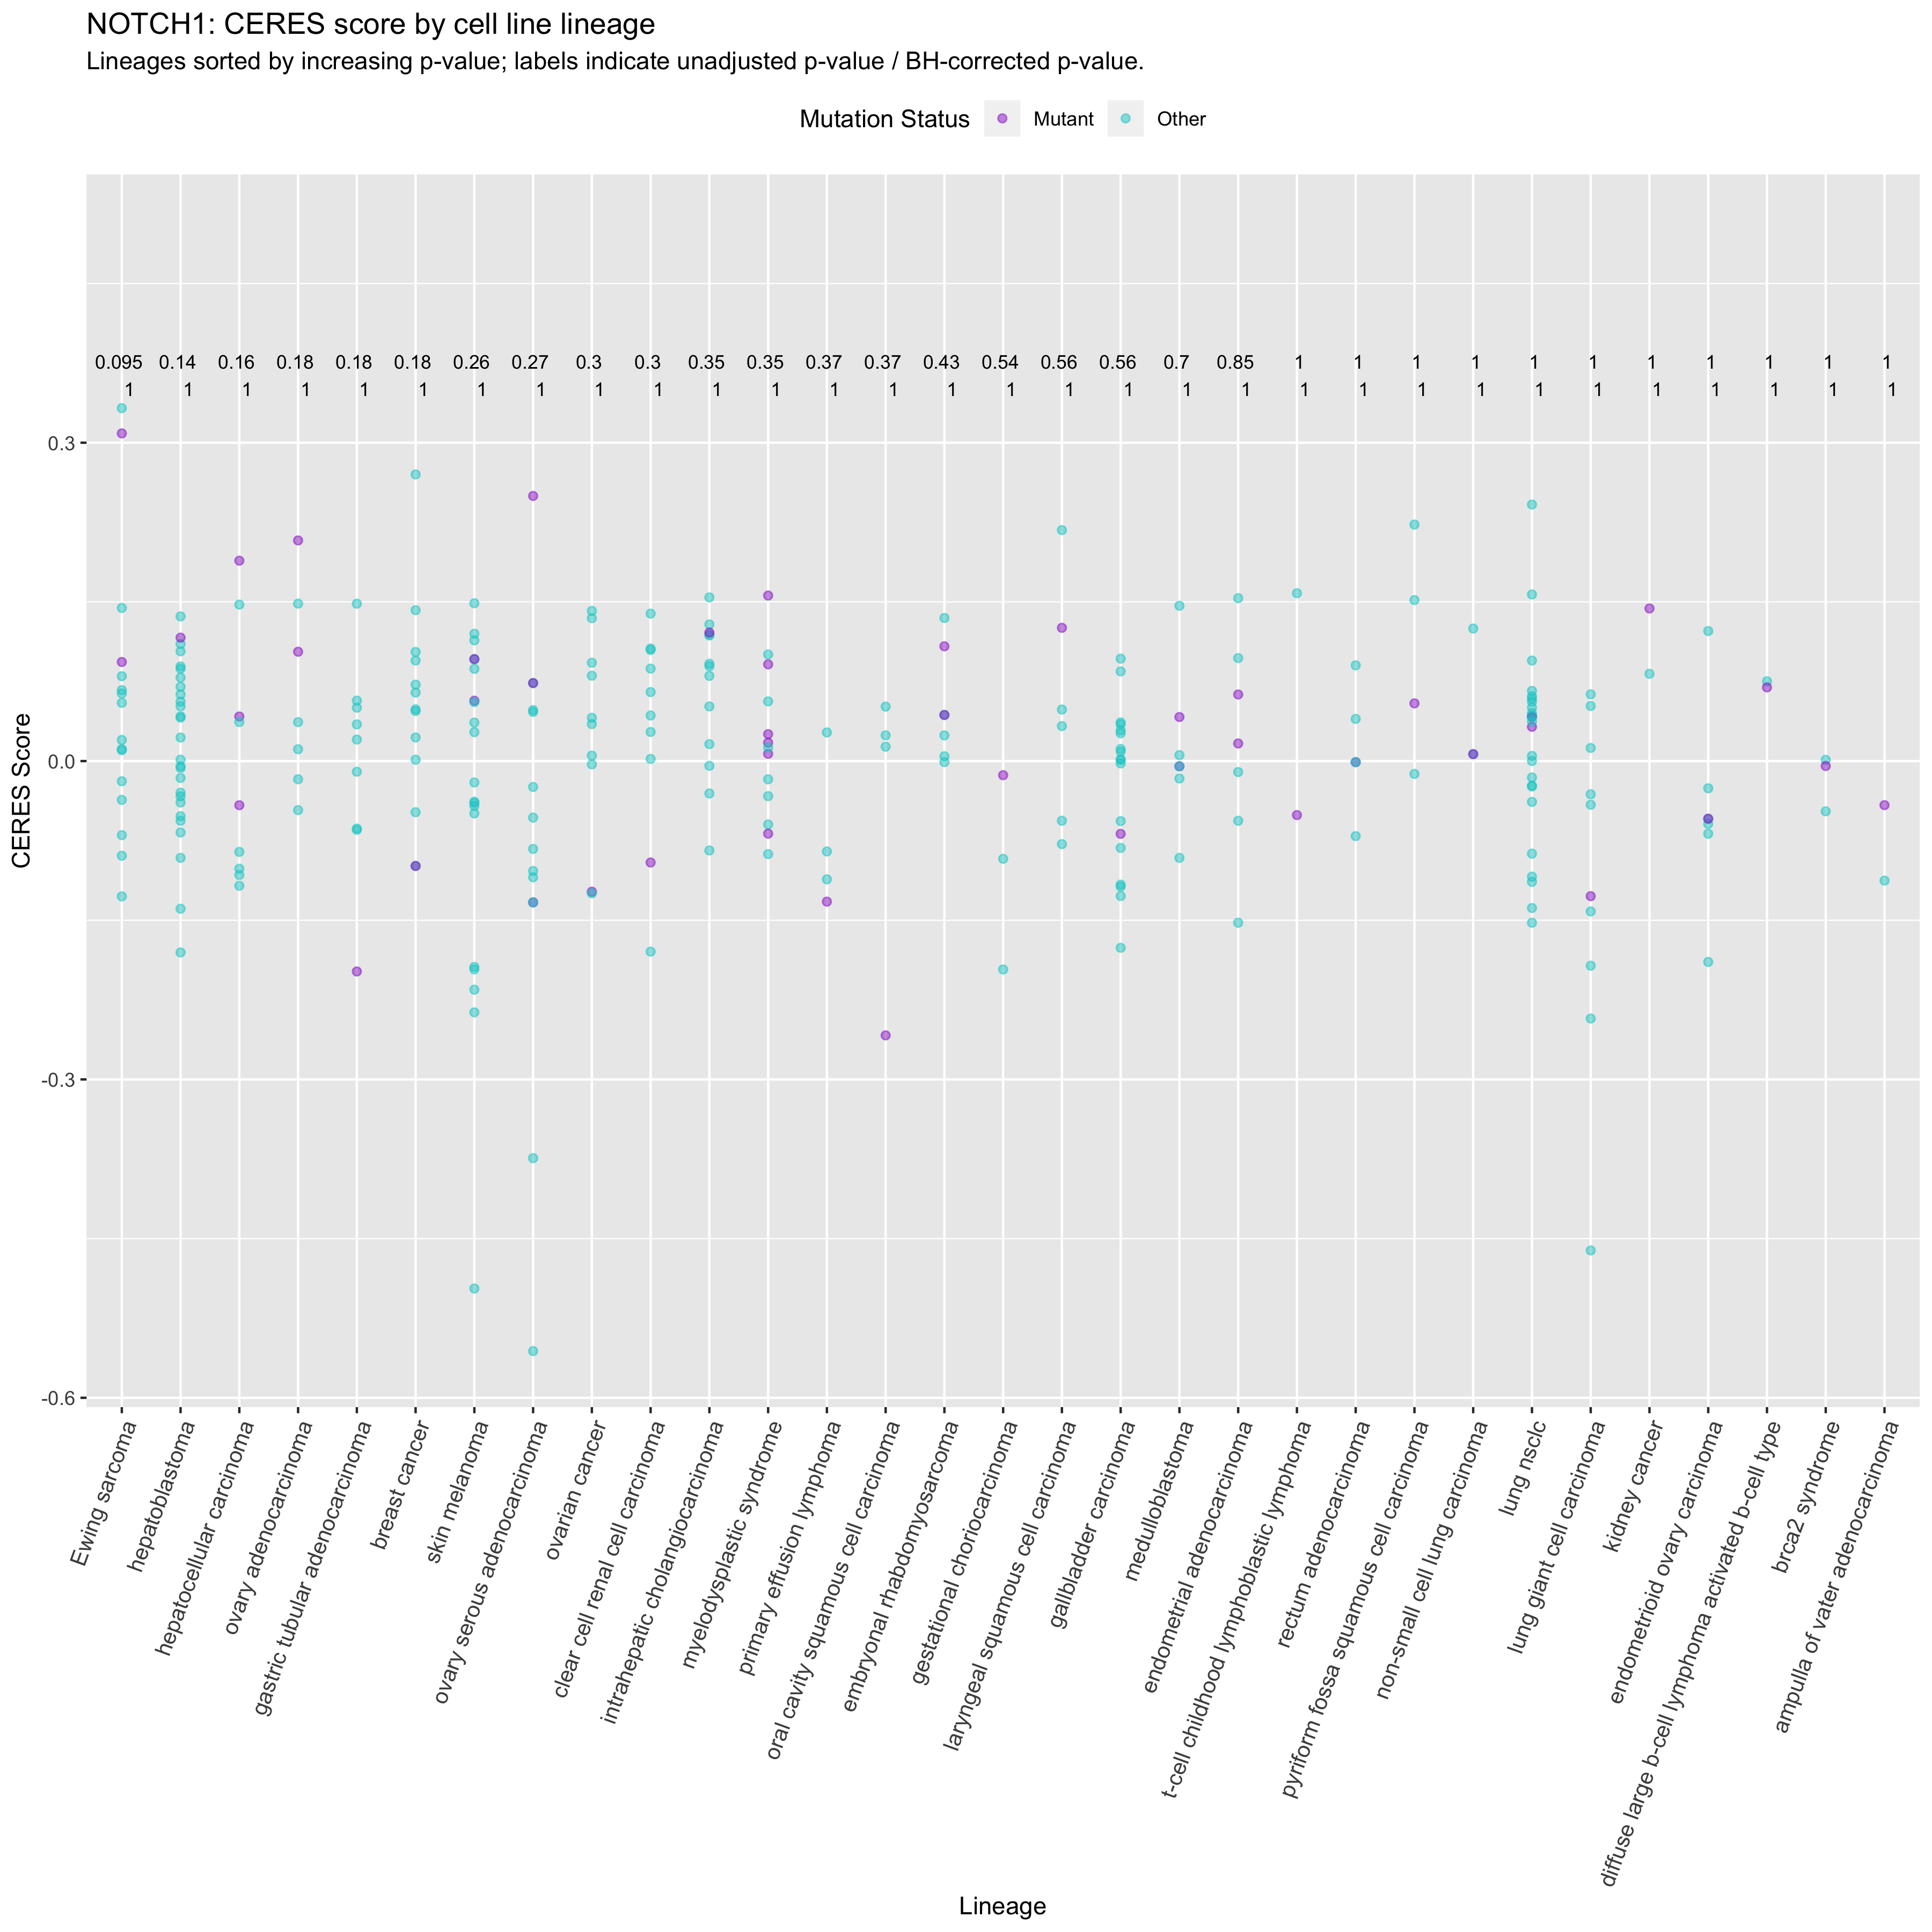 NOTCH1: CERES score by cell line lineage
Lineages sorted by increasing p-value; labels indicate unadjusted p-value / BH-corrected p-value.
Mutation Status Mutant Other
0.095 0.14 0.16 0.18 0.18 0.18 0.26 0.27 0.3 0.3 0.35 0.35 0.37 0.37 0.43 0.54 0.56 0.56 0.7 0.85 1 1 1 1 1 1 1 1 1 1 1
1 1 1 1 1 1 1 1 1 1 1 1 1 1 1 1 1 1 1 1 1 1 1 1 1 1 1 1 1 1 1
0.3
0.0
-0.3
-0.6
CERES Score
Ewing sarcoma
hepatoblastoma
hepatocellular carcinoma
ovary adenocarcinoma
gastric tubular adenocarcinoma
breast cancer
skin melanoma
ovary serous adenocarcinoma
ovarian cancer
clear cell renal cell carcinoma
intrahepatic cholangiocarcinoma
myelodysplastic syndrome
primary effusion lymphoma
oral cavity squamous cell carcinoma
embryonal rhabdomyosarcoma
gestational choriocarcinoma
laryngeal squamous cell carcinoma
gallbladder carcinoma
medulloblastoma
endometrial adenocarcinoma
t-cell childhood lymphoblastic lymphoma
rectum adenocarcinoma
pyriform fossa squamous cell carcinoma
non-small cell lung carcinoma
lung nsclc
lung giant cell carcinoma
kidney cancer
endometrioid ovary carcinoma
diffuse large b-cell lymphoma activated b-cell type
brca2 syndrome
ampulla of vater adenocarcinoma
Lineage